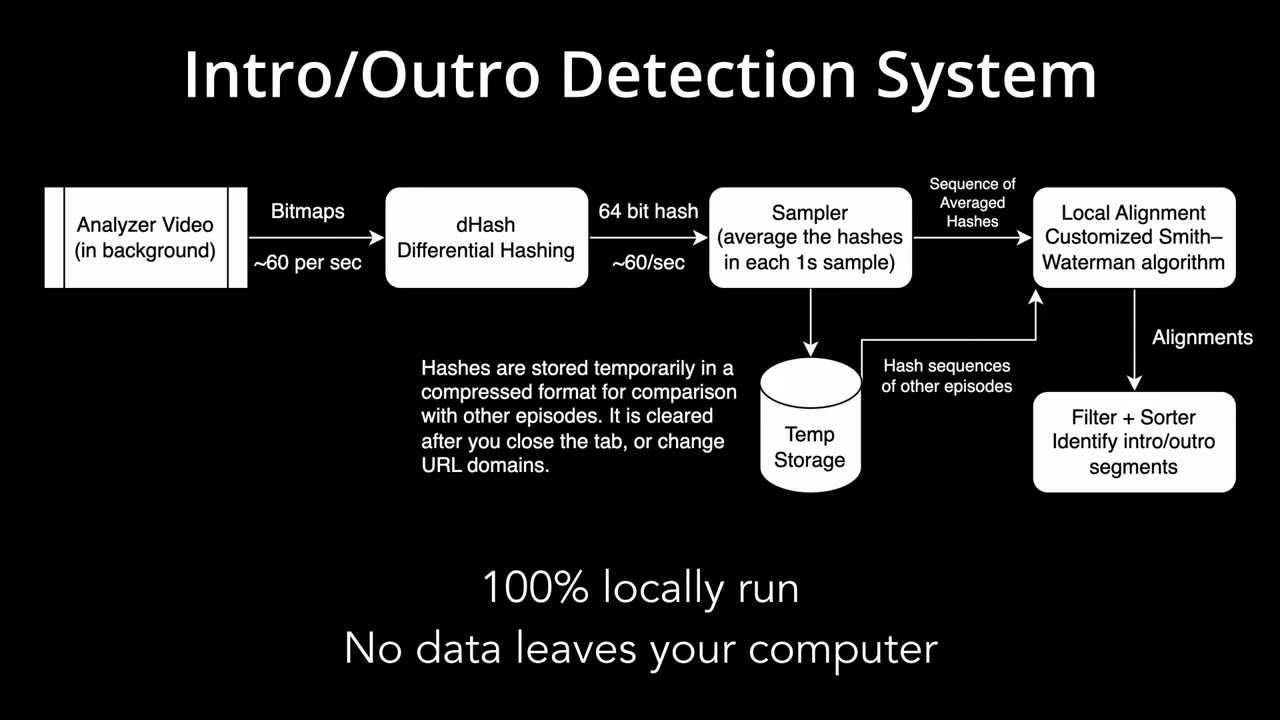 Intro/Outro Detection System
Analyzer Video
(in background)
Bitmaps
~60 per sec
dHash
Differential Hashing
64 bit hash
~60/sec
Sampler
(average the hashes
in each 1s sample)
Sequence of
Averaged
Hashes
Local Alignment
Customized Smith–
Waterman algorithm
Hashes are stored temporarily in a
compressed format for comparison
with other episodes. It is cleared
after you close the tab, or change
URL domains.
Temp
Storage
Hash sequences
of other episodes
Alignments
Filter + Sorter
Identify intro/outro
segments
100% locally run
No data leaves your computer